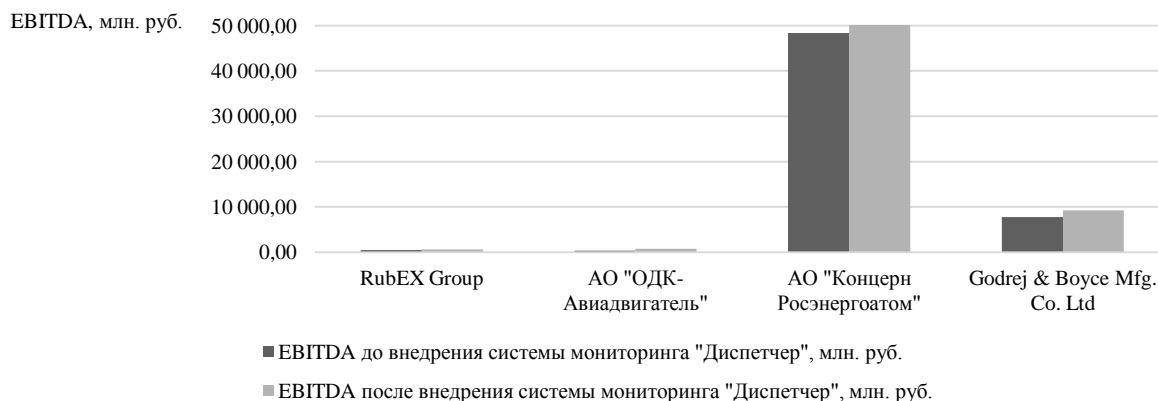 EBITDA, млн. руб.
50 000,00
40 000,00
30 000,00
20 000,00
10 000,00
0,00
RubEX Group
АО "ОДК-
Авиадвигатель"
АО "Концерн
Росэнергоатом"
Godrej & Boyce Mfg.
Co. Ltd
EBITDA до внедрения системы мониторинга "Диспетчер", млн. руб.
EBITDA после внедрения системы мониторинга "Диспетчер", млн. руб.